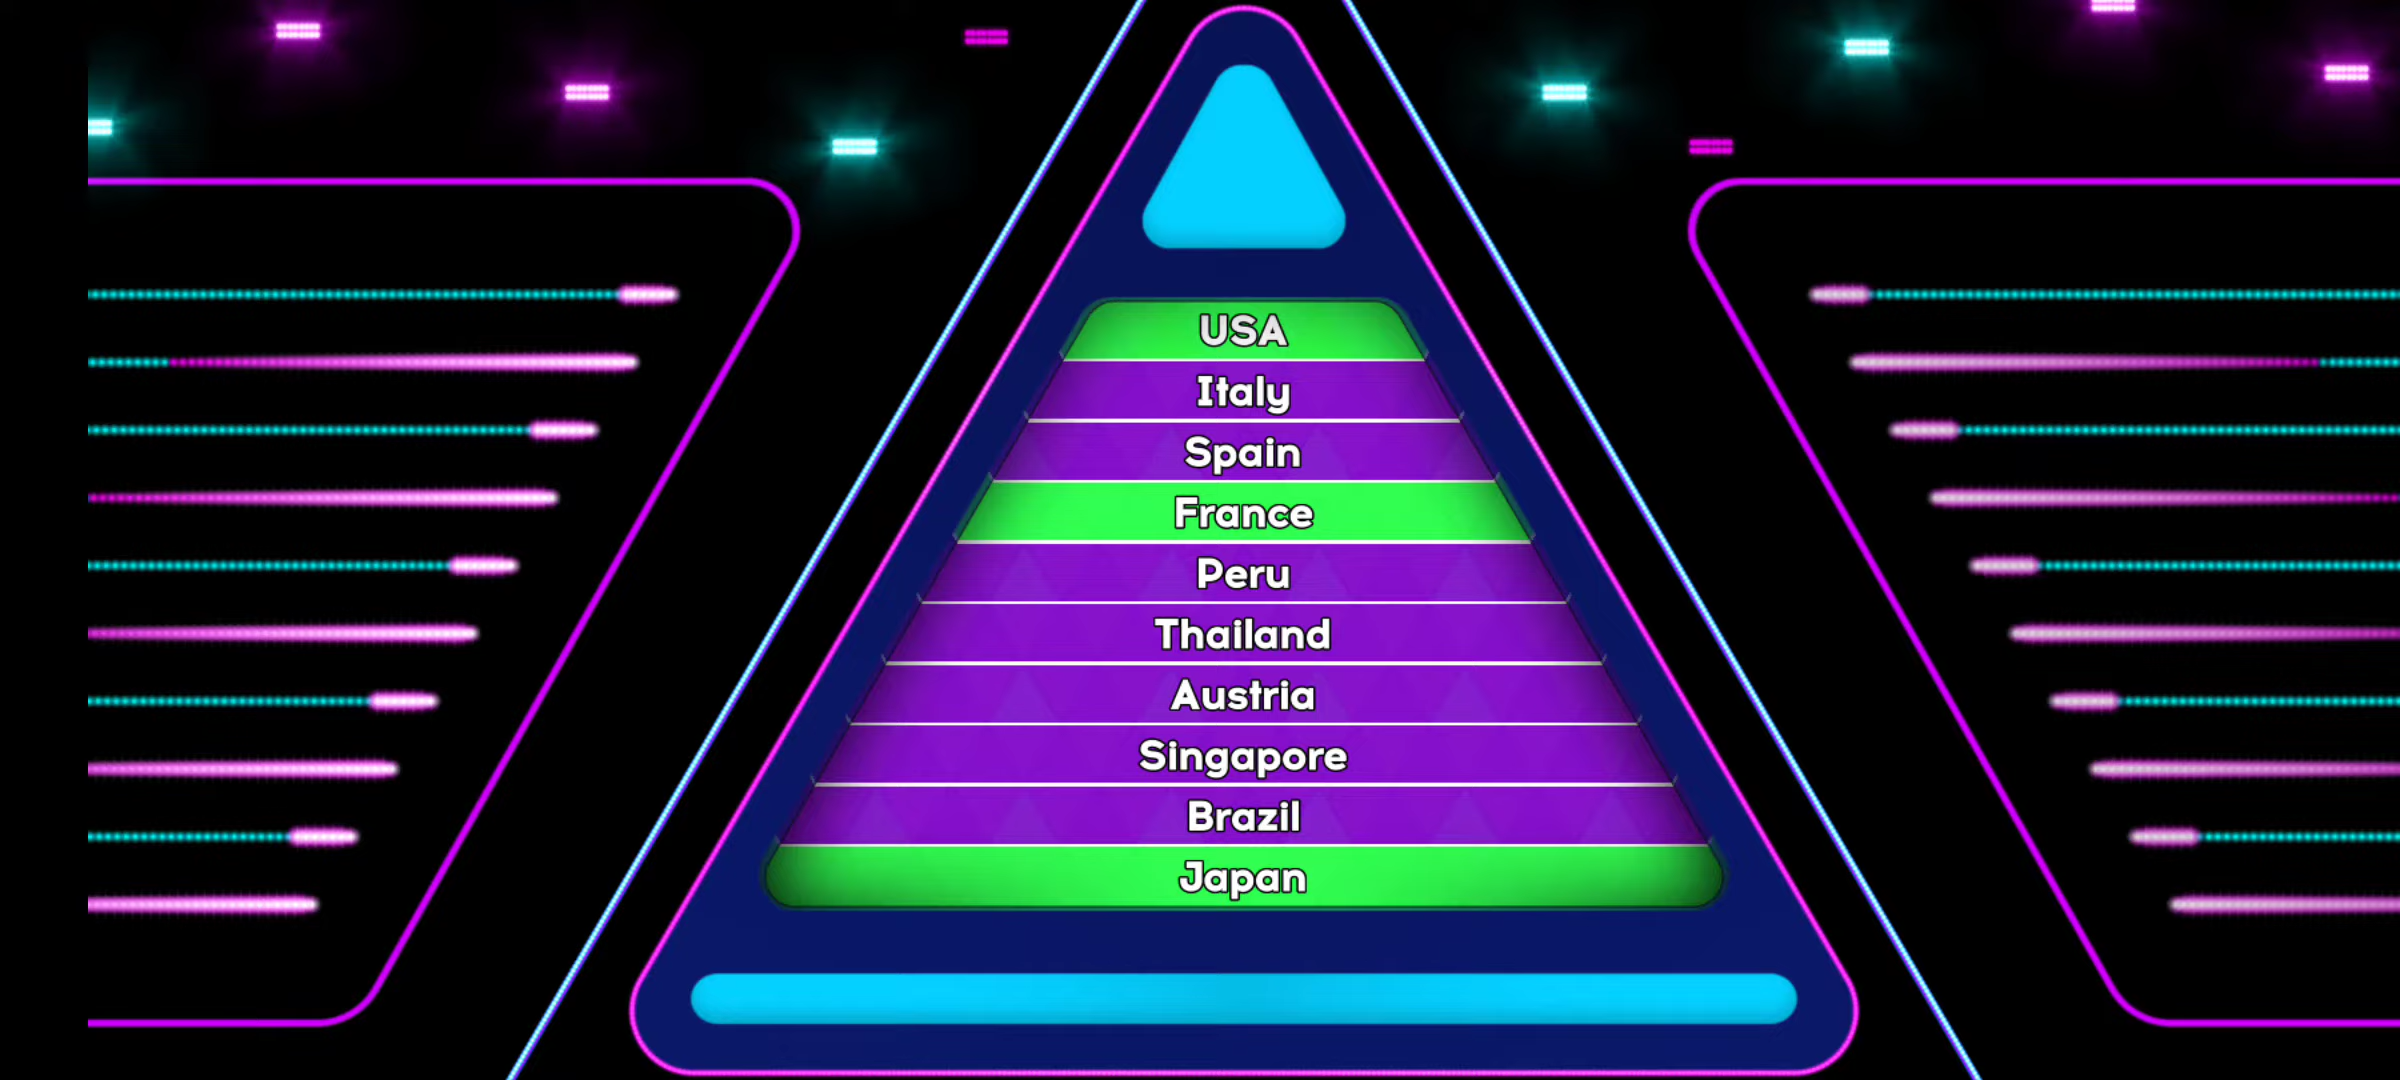 USA
Italy
Spain
France
Peru
Thailand
Austria
Singapore
Brazil
Japan